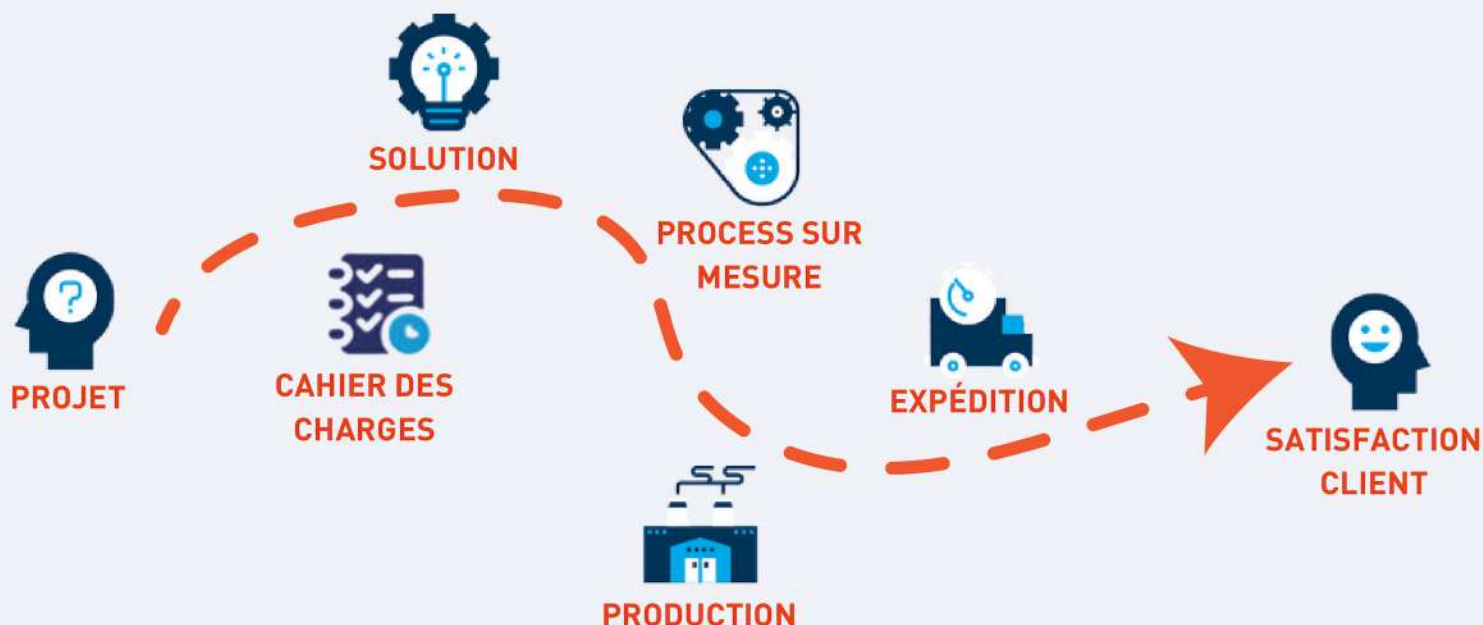 PROJET
CAHIER DES
CHARGES
SOLUTION
PROCESS SUR
MESURE
PRODUCTION
EXPÉDITION
SATISFACTION
CLIENT